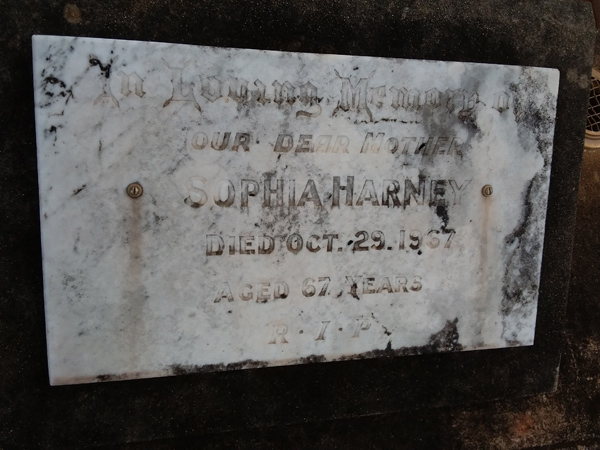 In Loving Memory of
OUR DEAR MOTHER
SOPHIA HARNEY
DIED OCT. 29. 1967.
AGED 67 YEARS
R. I. P.